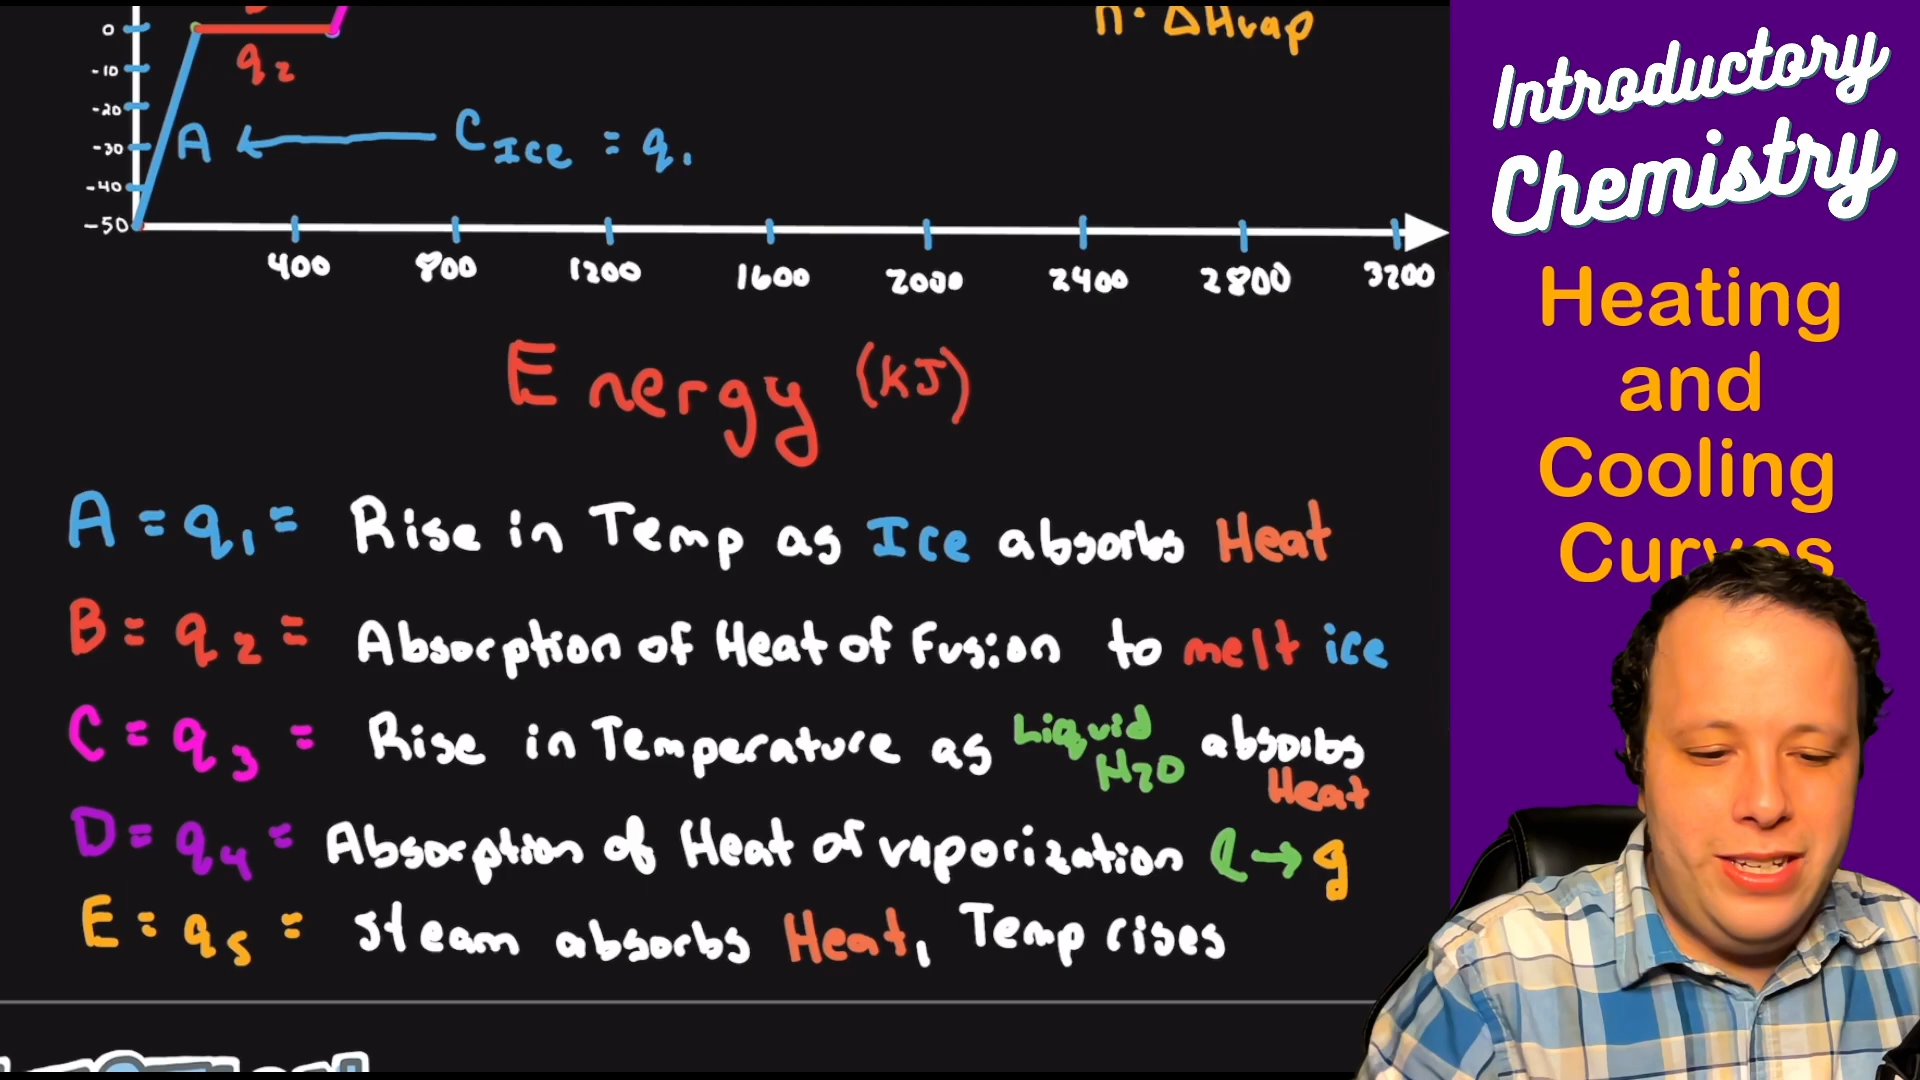 n · ΔHvap
0
q2
-10
-20
-30
A ← CIce = q1
-40
-50
400 800 1200 1600 2000 2400 2800 3200
Energy (kJ)
A = q1 = Rise in Temp as Ice absorbs Heat
B = q2 = Absorption of Heat of Fusion to melt ice
C = q3 = Rise in Temperature as Liquid H2O absorbs Heat
D = q4 = Absorption of Heat of vaporization l → g
E = q5 = steam absorbs Heat, Temp rises
Introductory
Chemistry
Heating
and
Cooling
Curves